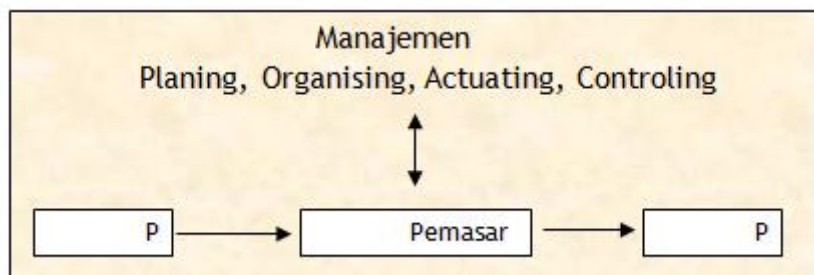 Manajemen
Planing, Organising, Actuating, Controling
P Pemasar P